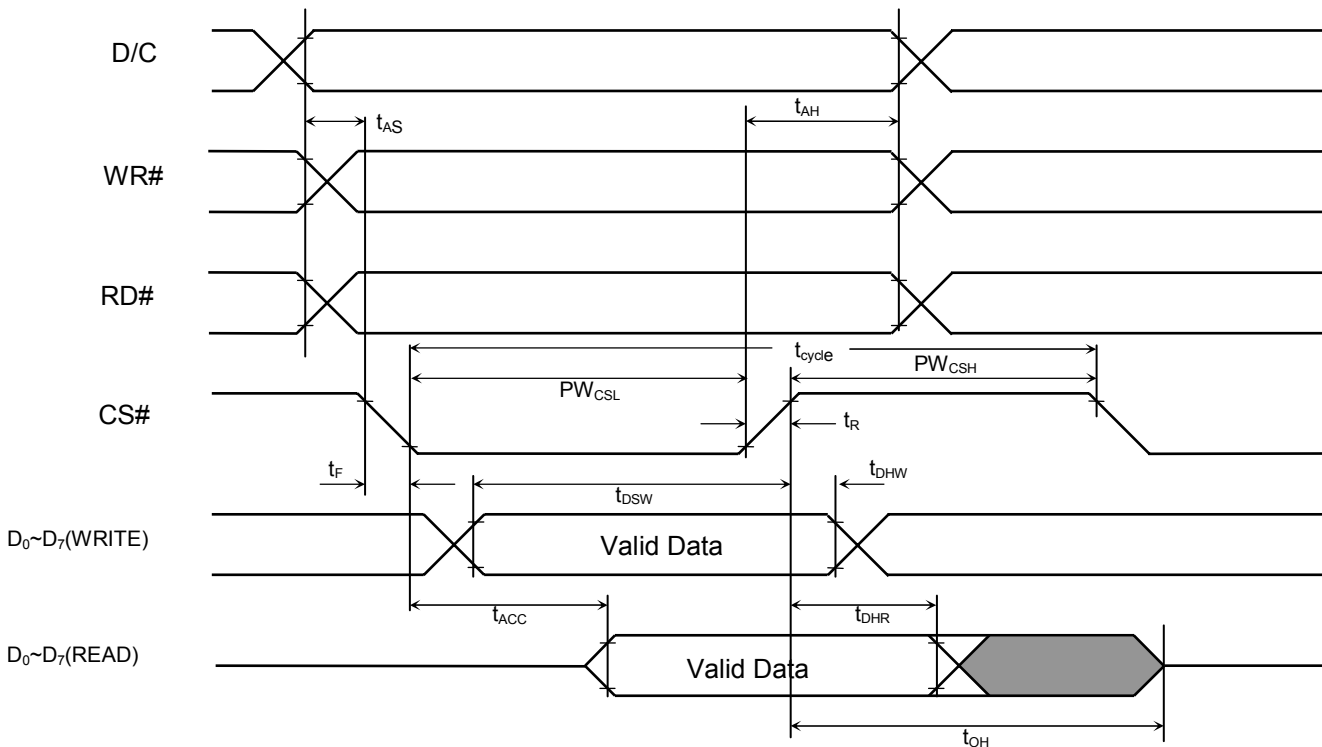 D/C
tAS
tAH
WR#
RD#
tcycle
PWCSL
PWCSH
CS#
tR
tF
tDSW
tDHW
D0~D7(WRITE)
Valid Data
tACC
tDHR
D0~D7(READ)
Valid Data
tOH